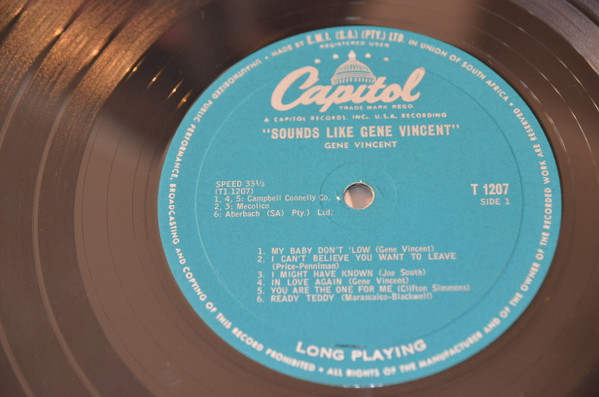 MADE BY E.M.I. (S.A.) (PTY.) LTD. IN UNION OF SOUTH AFRICA
REGISTERED USER
Capitol
TRADE MARK REGD.
A CAPITOL RECORDS, INC. U.S.A. RECORDING
"SOUNDS LIKE GENE VINCENT"
GENE VINCENT
SPEED 33⅓
(T1.1207)
1, 4, 5: Campbell Connelly Co.
2, 3: Mecolico
6: Aberbach (SA) Pty.) Ltd.
T 1207
SIDE 1
1. MY BABY DON'T 'LOW (Gene Vincent)
2. I CAN'T BELIEVE YOU WANT TO LEAVE
(Price-Penniman)
3. I MIGHT HAVE KNOWN (Joe South)
4. IN LOVE AGAIN (Gene Vincent)
5. YOU ARE THE ONE FOR ME (Clifton Simmons)
6. READY TEDDY (Marascalco-Blackwell)
LONG PLAYING
ALL RIGHTS OF THE MANUFACTURER AND OF THE OWNER OF THE RECORDED WORK ARE RESERVED
UNAUTHORIZED PUBLIC PERFORMANCE, BROADCASTING AND COPYING OF THIS RECORD PROHIBITED